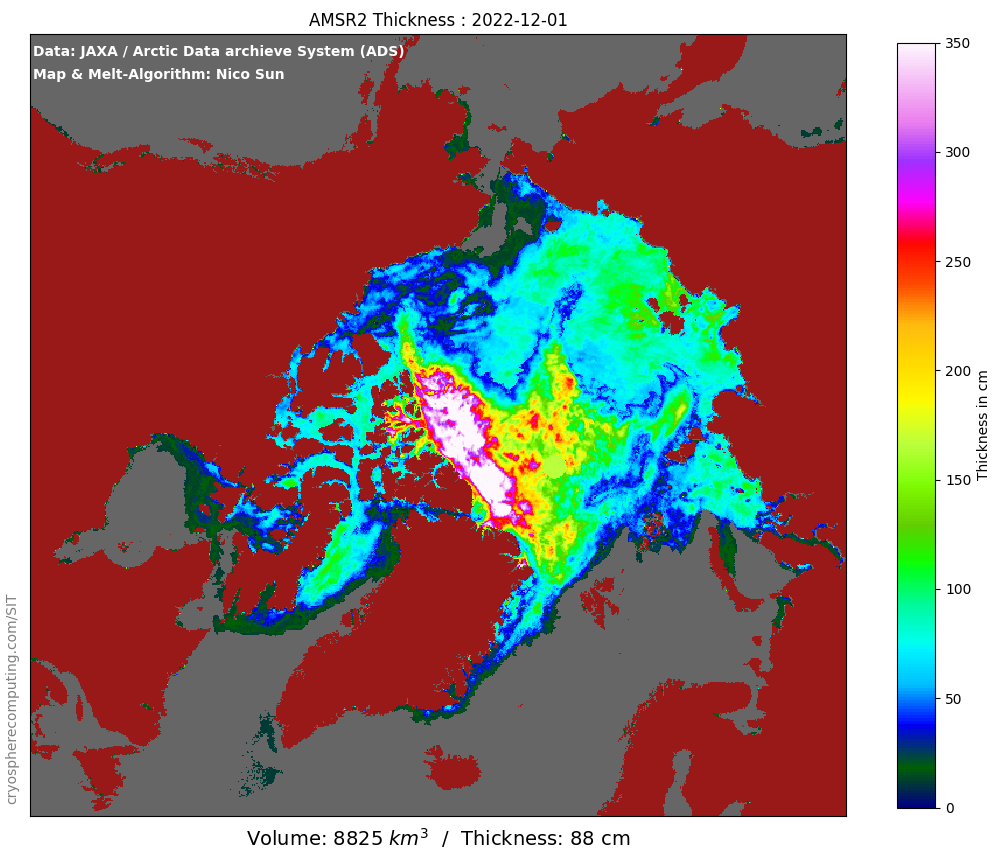 AMSR2 Thickness : 2022-12-01
Data: JAXA / Arctic Data archieve System (ADS)
Map & Melt-Algorithm: Nico Sun
350
300
250
200
150
100
50
0
Thickness in cm
cryospherecomputing.com/SIT
Volume: 8825 km³ / Thickness: 88 cm